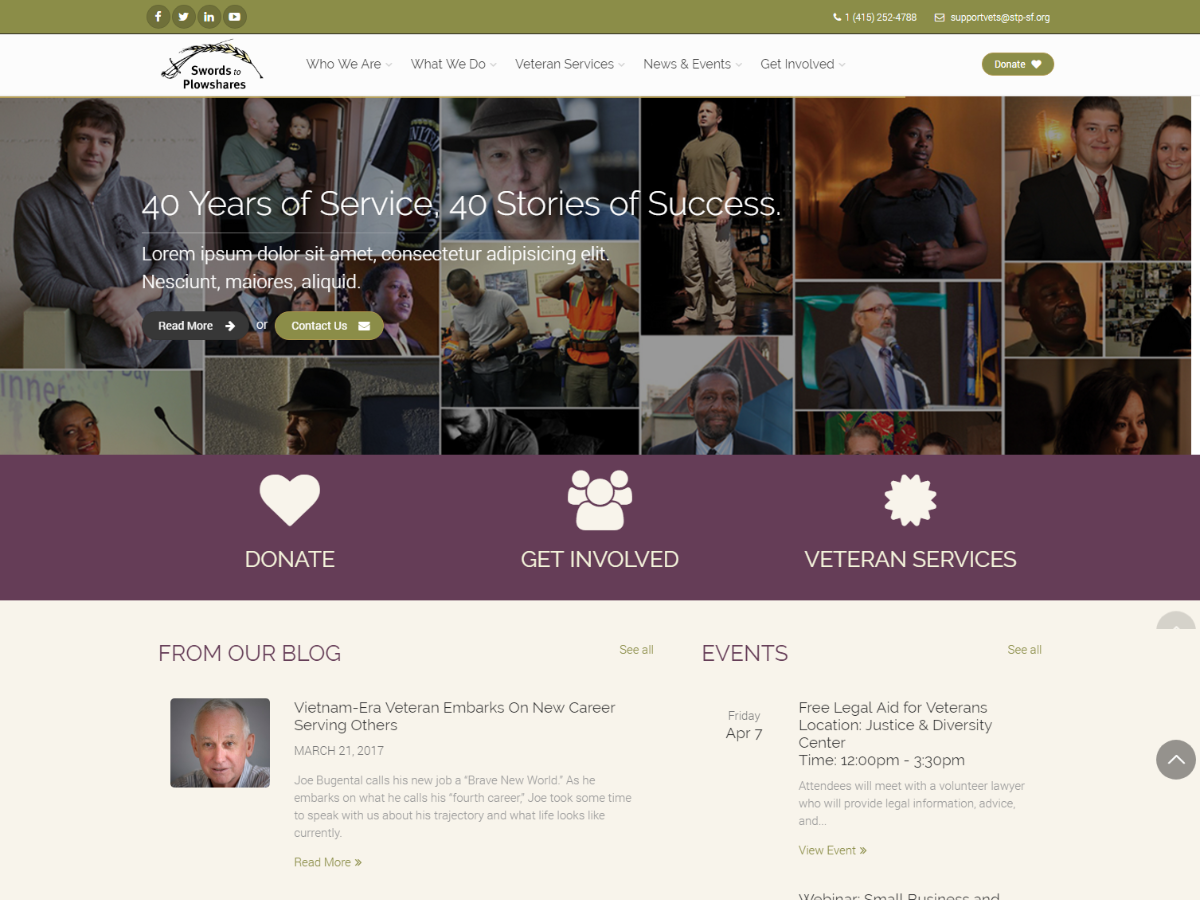 1 (415) 252-4788
supportvets@stp-sf.org
Swords to
Plowshares
Who We Are
What We Do
Veteran Services
News & Events
Get Involved
Donate
40 Years of Service, 40 Stories of Success.
Lorem ipsum dolor sit amet, consectetur adipisicing elit.
Nesciunt, maiores, aliquid.
Read More
or
Contact Us
DONATE
GET INVOLVED
VETERAN SERVICES
FROM OUR BLOG
See all
Vietnam-Era Veteran Embarks On New Career
Serving Others
MARCH 21, 2017
Joe Bugental calls his new job a “Brave New World.” As he
embarks on what he calls his “fourth career,” Joe took some time
to speak with us about his trajectory and what life looks like
currently.
Read More »
EVENTS
See all
Friday
Apr 7
Free Legal Aid for Veterans
Location: Justice & Diversity
Center
Time: 12:00pm - 3:30pm
Attendees will meet with a volunteer lawyer
who will provide legal information, advice,
and...
View Event »
Webinar: Small Business and